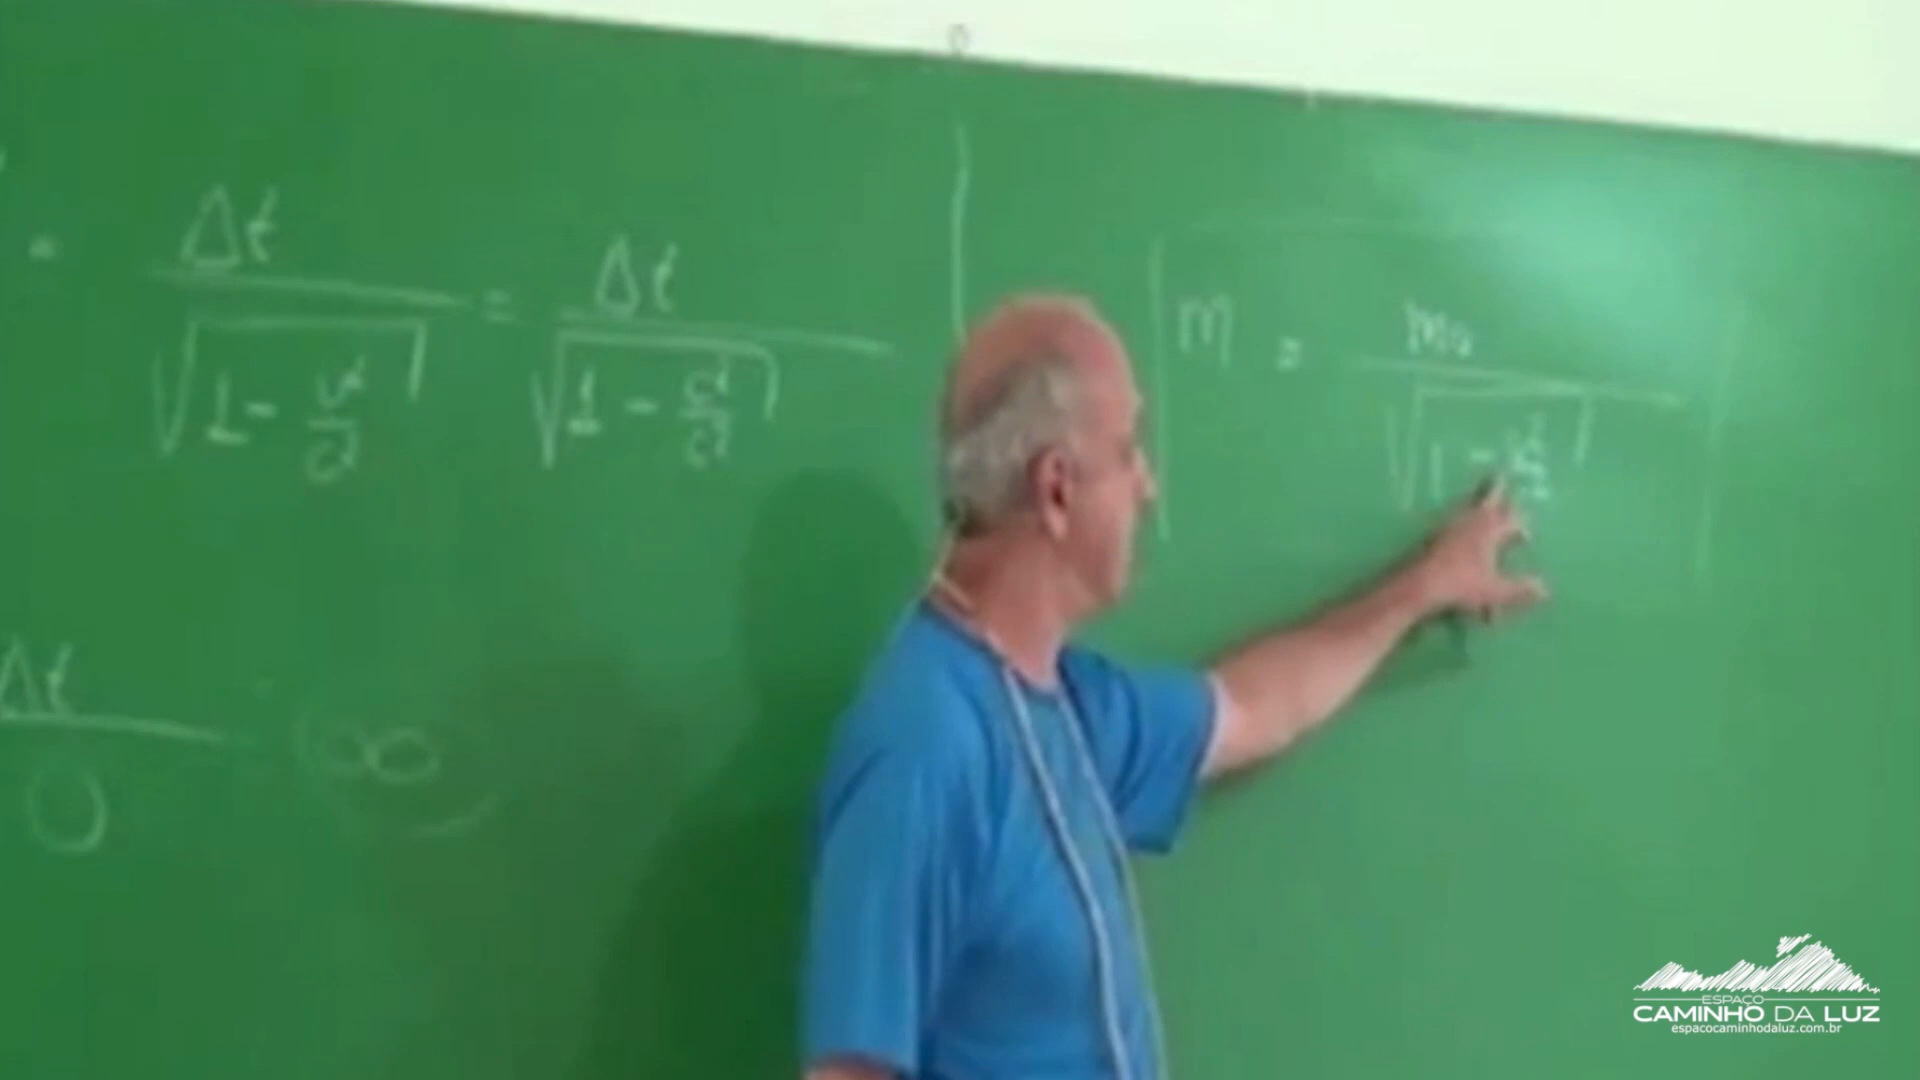 = Δt / √(1 - v²/c²) = Δt / √(1 - c²/c²)
m = m₀ / √(1 - v²/c²)
Δt / 0 ∞
ESPAÇO
CAMINHO DA LUZ
espacocaminhodaluz.com.br